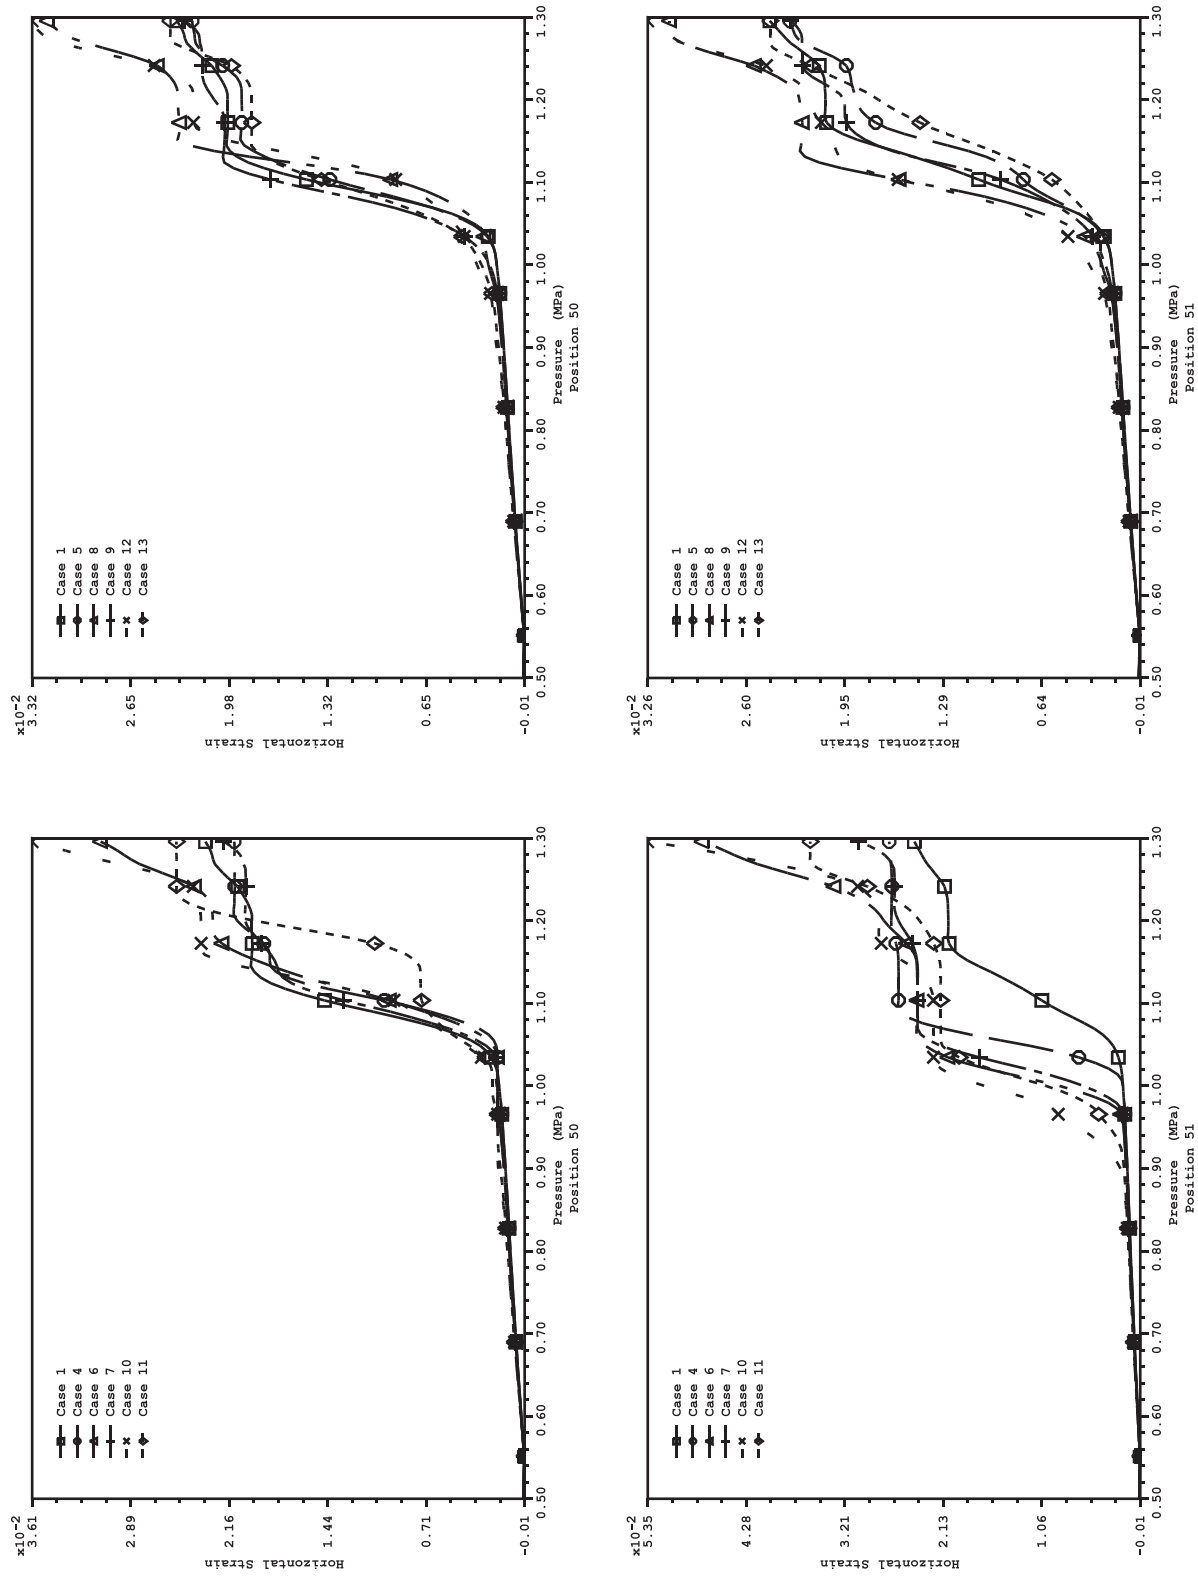 ×10⁻²
3.32
2.65
1.98
1.32
0.65
-0.01
Horizontal Strain
Case 1
Case 5
Case 8
Case 9
Case 12
Case 13
0.50
0.60
0.70
0.80
0.90
1.00
1.10
1.20
1.30
Pressure (MPa)
Position 50
×10⁻²
3.26
2.60
1.95
1.29
0.64
-0.01
Horizontal Strain
Case 1
Case 5
Case 8
Case 9
Case 12
Case 13
0.50
0.60
0.70
0.80
0.90
1.00
1.10
1.20
1.30
Pressure (MPa)
Position 51
×10⁻²
3.61
2.89
2.16
1.44
0.71
-0.01
Horizontal Strain
Case 1
Case 4
Case 6
Case 7
Case 10
Case 11
0.50
0.60
0.70
0.80
0.90
1.00
1.10
1.20
1.30
Pressure (MPa)
Position 50
×10⁻²
5.35
4.28
3.21
2.13
1.06
-0.01
Horizontal Strain
Case 1
Case 4
Case 6
Case 7
Case 10
Case 11
0.50
0.60
0.70
0.80
0.90
1.00
1.10
1.20
1.30
Pressure (MPa)
Position 51